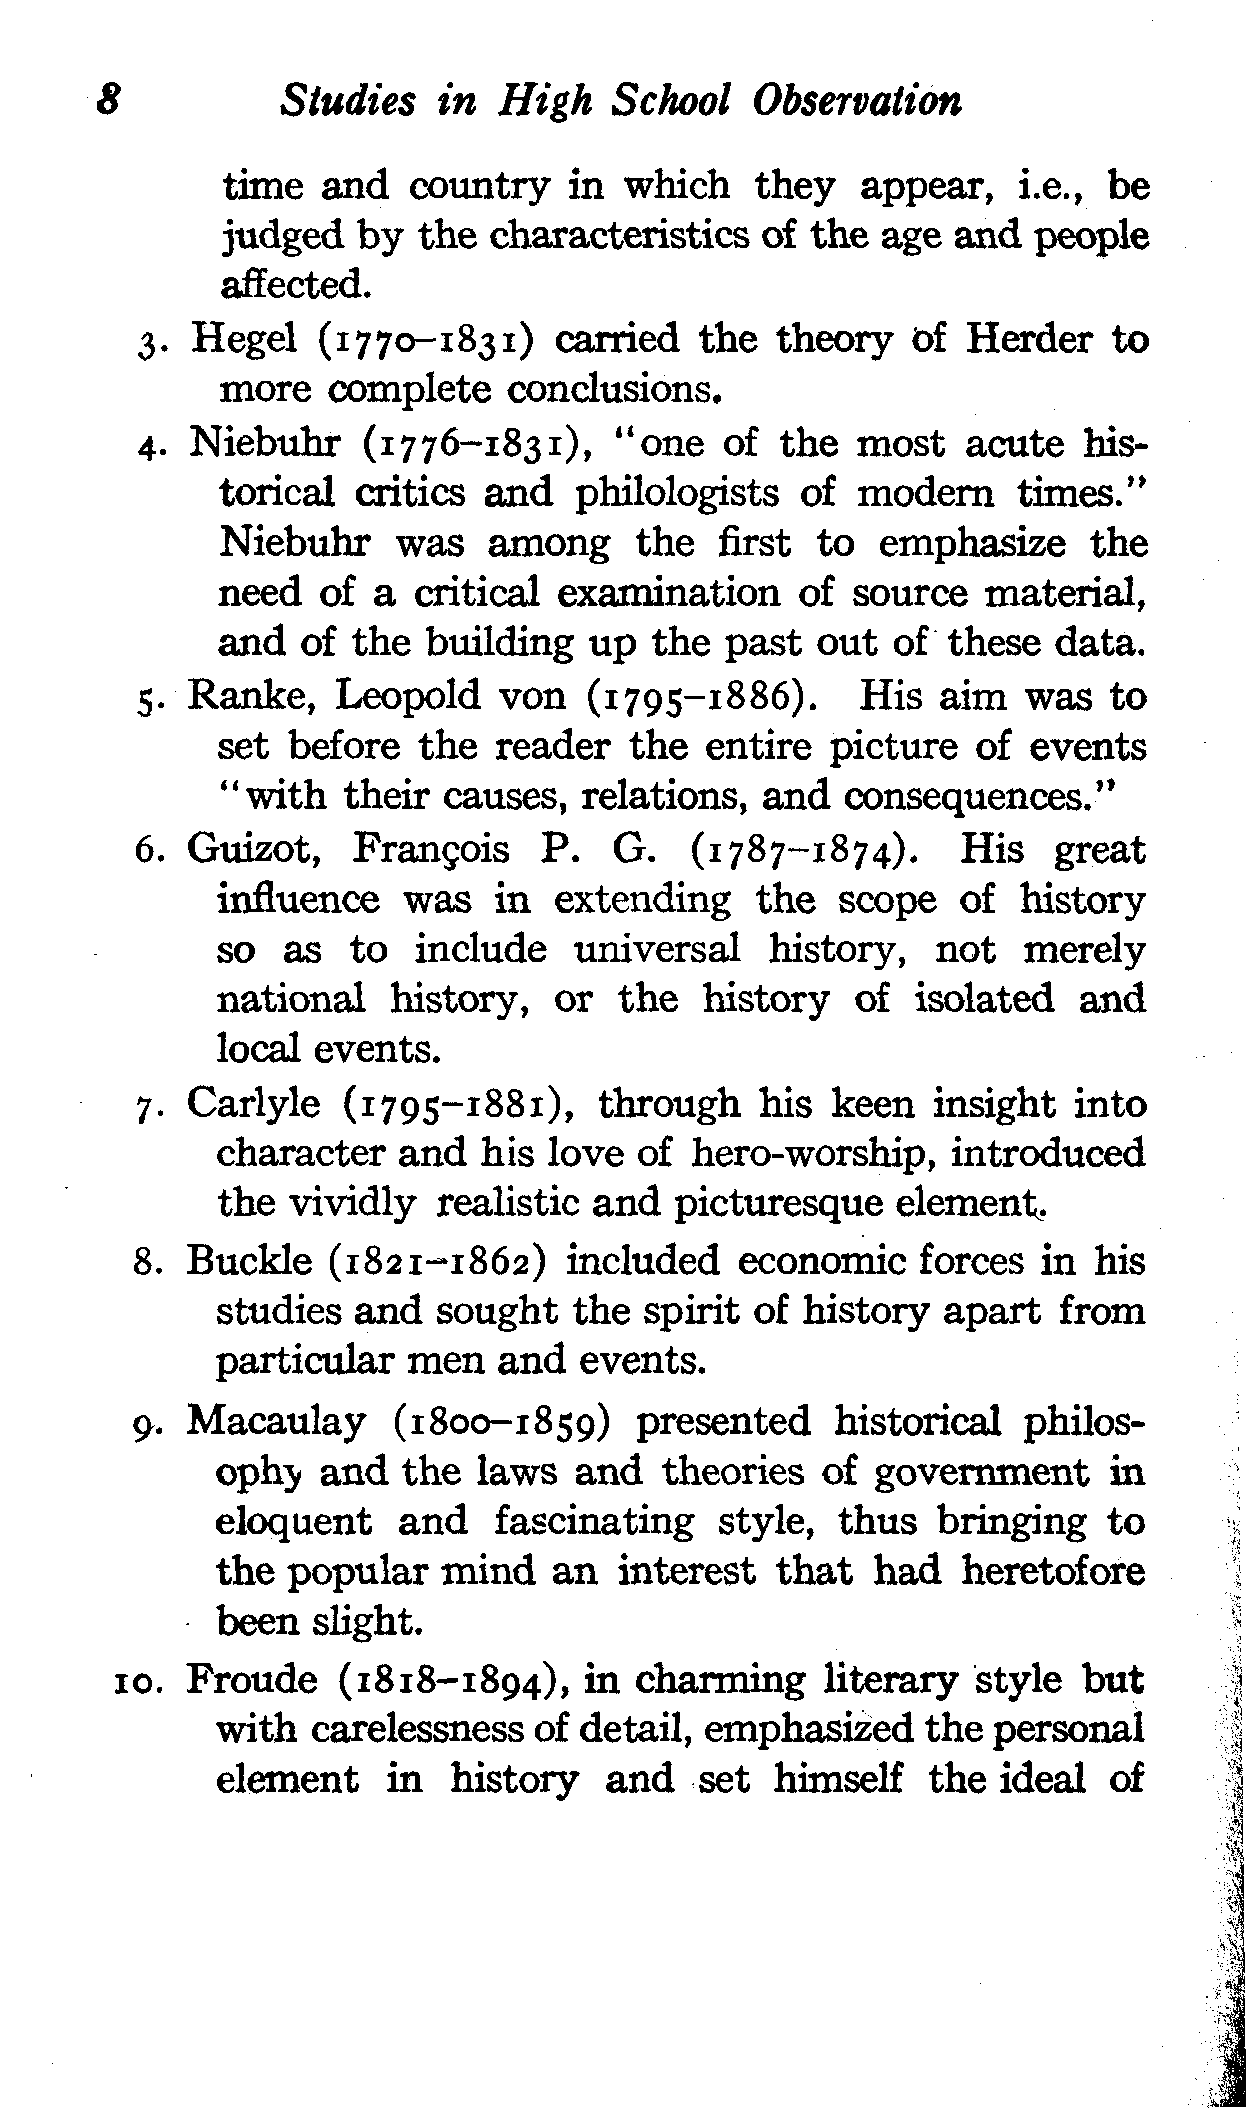 8 Studies in High School Observation
time and country in which they appear, i.e., be
judged by the characteristics of the age and people
affected.
3. Hegel (1770–1831) carried the theory of Herder to
more complete conclusions.
4. Niebuhr (1776–1831), "one of the most acute his-
torical critics and philologists of modern times."
Niebuhr was among the first to emphasize the
need of a critical examination of source material,
and of the building up the past out of these data.
5. Ranke, Leopold von (1795–1886). His aim was to
set before the reader the entire picture of events
"with their causes, relations, and consequences."
6. Guizot, François P. G. (1787–1874). His great
influence was in extending the scope of history
so as to include universal history, not merely
national history, or the history of isolated and
local events.
7. Carlyle (1795–1881), through his keen insight into
character and his love of hero-worship, introduced
the vividly realistic and picturesque element.
8. Buckle (1821–1862) included economic forces in his
studies and sought the spirit of history apart from
particular men and events.
9. Macaulay (1800–1859) presented historical philos-
ophy and the laws and theories of government in
eloquent and fascinating style, thus bringing to
the popular mind an interest that had heretofore
been slight.
10. Froude (1818–1894), in charming literary style but
with carelessness of detail, emphasized the personal
element in history and set himself the ideal of